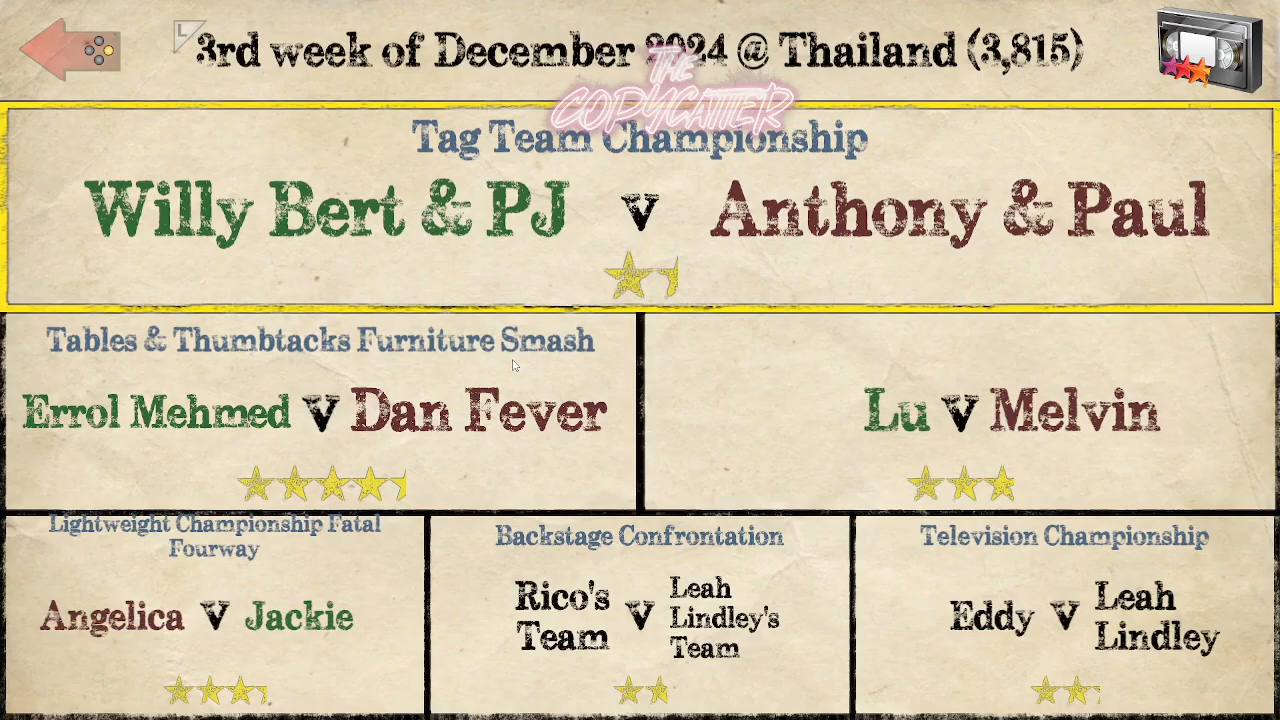 L
3rd week of December 2024 @ Thailand (3,815)
THE
COPYCATTER
Tag Team Championship
Willy Bert & PJ v Anthony & Paul
Tables & Thumbtacks Furniture Smash
Errol Mehmed v Dan Fever
Lu v Melvin
Lightweight Championship Fatal
Fourway
Angelica v Jackie
Backstage Confrontation
Rico's
Team
v
Leah
Lindley's
Team
Television Championship
Eddy v
Leah
Lindley